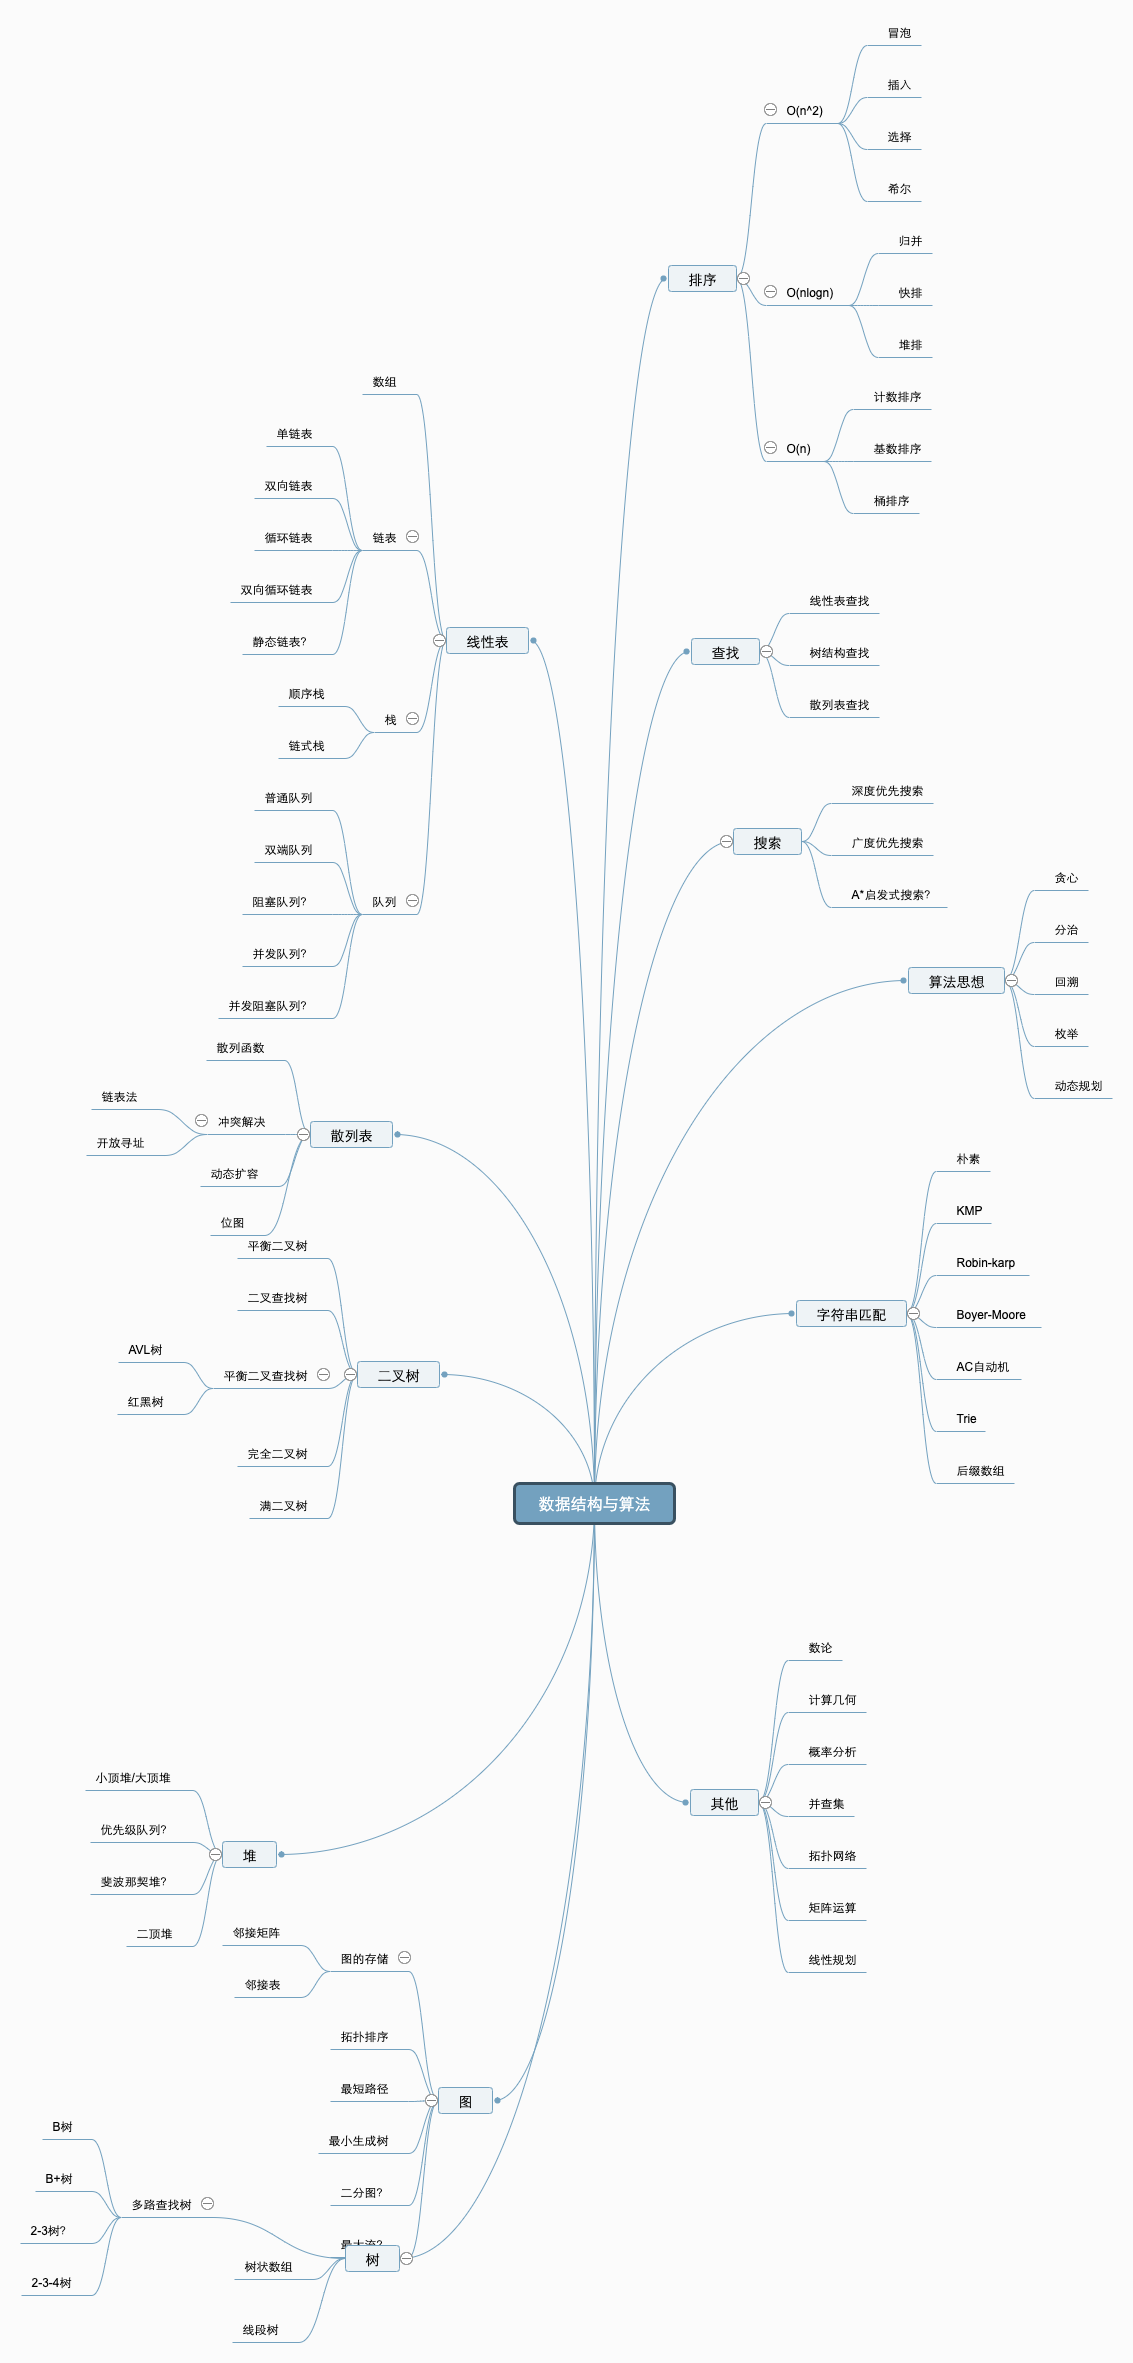 数据结构与算法
排序
O(n^2)
冒泡
插入
选择
希尔
O(nlogn)
归并
快排
堆排
O(n)
计数排序
基数排序
桶排序
查找
线性表查找
树结构查找
散列表查找
搜索
深度优先搜索
广度优先搜索
A*启发式搜索?
算法思想
贪心
分治
回溯
枚举
动态规划
字符串匹配
朴素
KMP
Robin-karp
Boyer-Moore
AC自动机
Trie
后缀数组
其他
数论
计算几何
概率分析
并查集
拓扑网络
矩阵运算
线性规划
线性表
数组
链表
单链表
双向链表
循环链表
双向循环链表
静态链表?
栈
顺序栈
链式栈
队列
普通队列
双端队列
阻塞队列?
并发队列?
并发阻塞队列?
散列表
散列函数
冲突解决
链表法
开放寻址
动态扩容
位图
二叉树
平衡二叉树
二叉查找树
平衡二叉查找树
AVL树
红黑树
完全二叉树
满二叉树
堆
小顶堆/大顶堆
优先级队列?
斐波那契堆?
二顶堆
图
图的存储
邻接矩阵
邻接表
拓扑排序
最短路径
最小生成树
二分图?
最大流?
树
多路查找树
B树
B+树
2-3树?
2-3-4树
树状数组
线段树